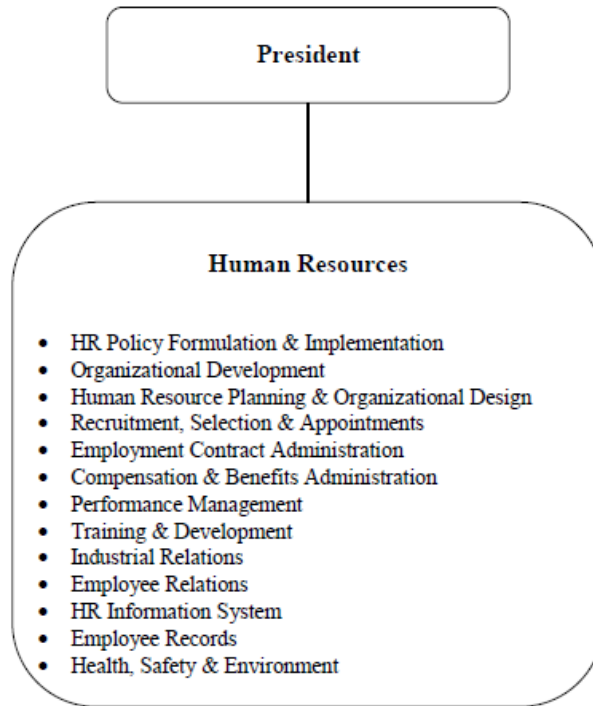 President
Human Resources
• HR Policy Formulation & Implementation
• Organizational Development
• Human Resource Planning & Organizational Design
• Recruitment, Selection & Appointments
• Employment Contract Administration
• Compensation & Benefits Administration
• Performance Management
• Training & Development
• Industrial Relations
• Employee Relations
• HR Information System
• Employee Records
• Health, Safety & Environment